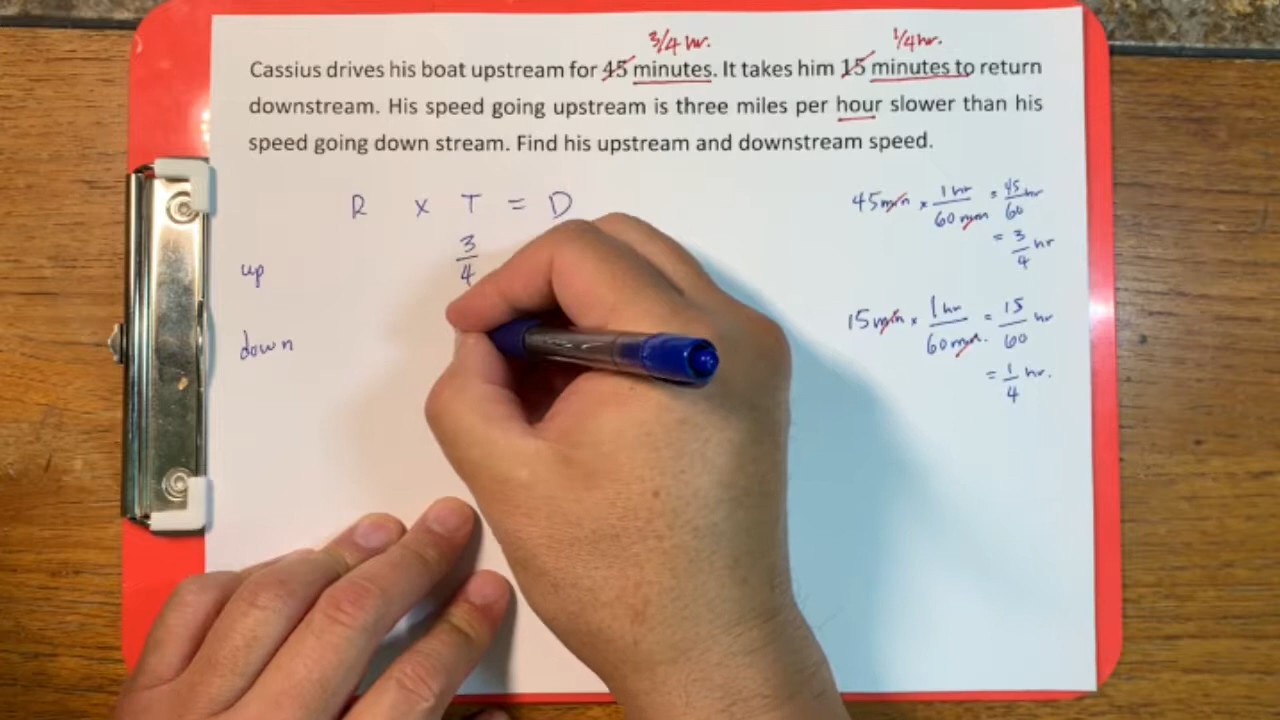 3/4 hr. 1/4 hr.
Cassius drives his boat upstream for 45 minutes. It takes him 15 minutes to return
downstream. His speed going upstream is three miles per hour slower than his
speed going down stream. Find his upstream and downstream speed.
R x T = D
up 3/4
down
45 min x 1 hr/60 min = 45/60 hr
= 3/4 hr
15 min x 1 hr/60 min. = 15/60 hr
= 1/4 hr.